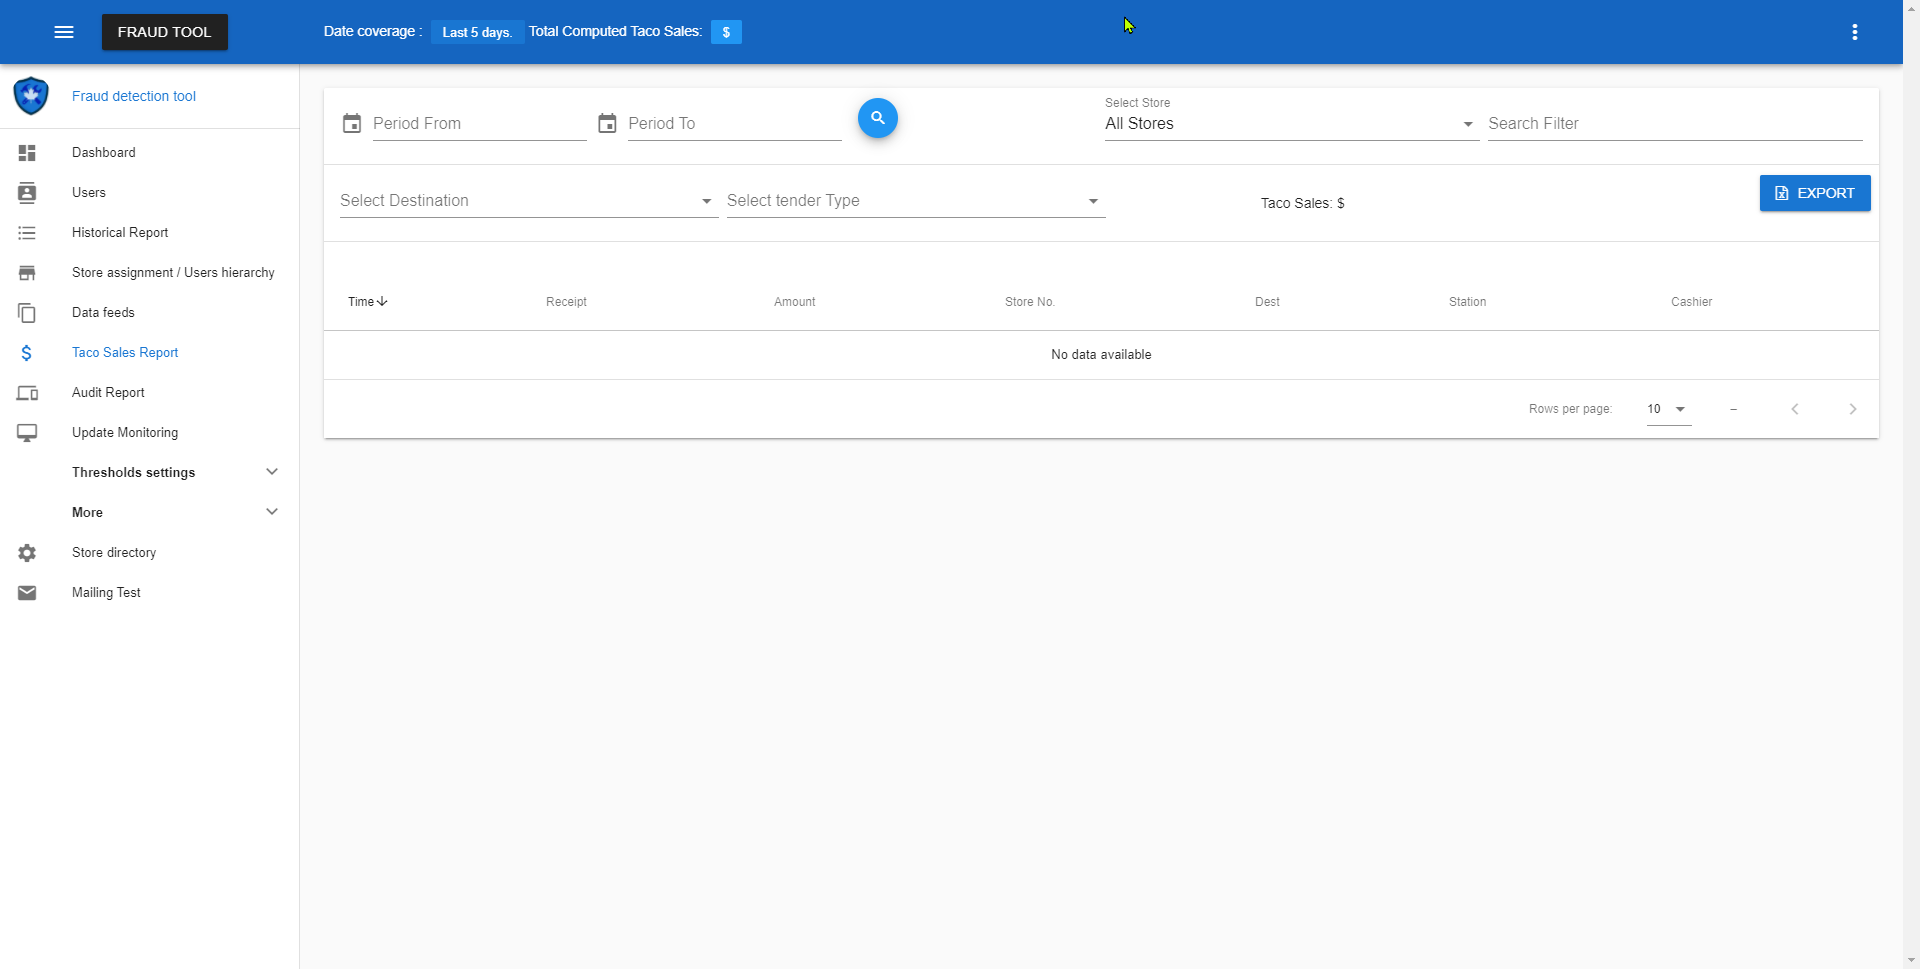 FRAUD TOOL
Date coverage : Last 5 days. Total Computed Taco Sales: $
Fraud detection tool
Dashboard
Users
Historical Report
Store assignment / Users hierarchy
Data feeds
Taco Sales Report
Audit Report
Update Monitoring
Thresholds settings
More
Store directory
Mailing Test
Period From
Period To
Select Store
All Stores
Search Filter
Select Destination
Select tender Type
Taco Sales: $
EXPORT
Time Receipt Amount Store No. Dest Station Cashier
No data available
Rows per page: 10 –